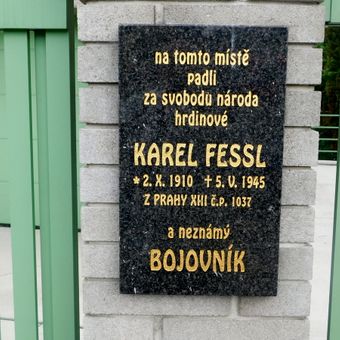 na tomto místě
padli
za svobodu národa
hrdinové
KAREL FESSL
* 2. X. 1910 † 5. V. 1945
Z PRAHY XIII č.p. 1037
a neznámý
BOJOVNÍK